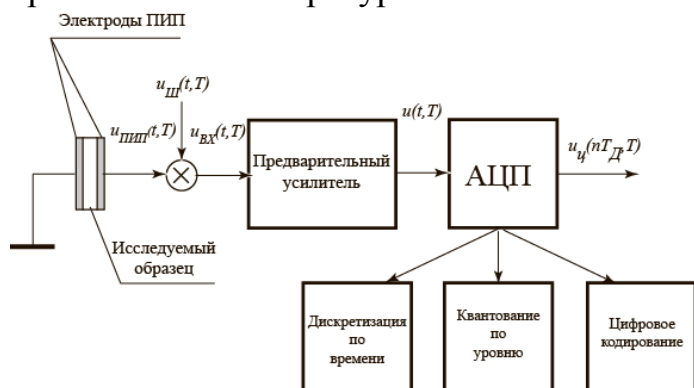 Электроды ПИП
u_Ш(t,T)
u_ПИП(t,T)
u_ВХ(t,T)
u(t,T)
u_ц(nT_Д,T)
Предварительный
усилитель
АЦП
Исследуемый
образец
Дискретизация
по
времени
Квантование
по
уровню
Цифровое
кодирование